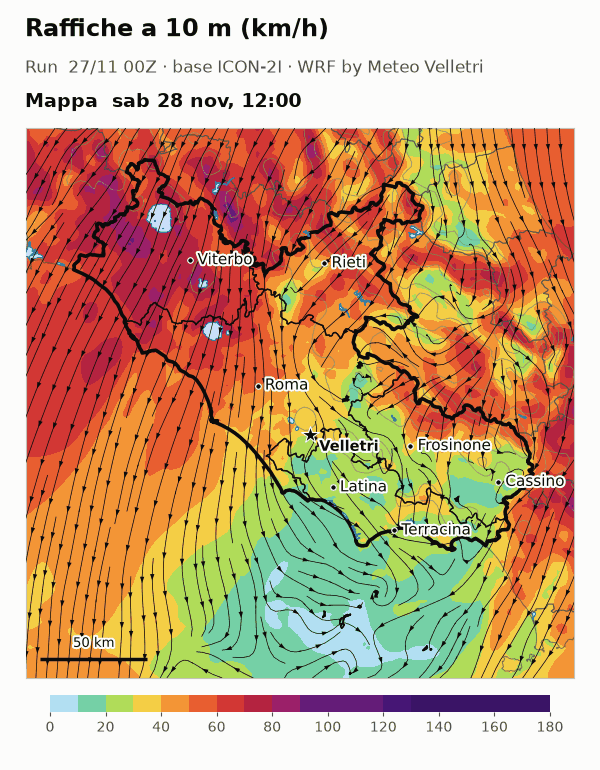 Raffiche a 10 m (km/h)
Run  27/11 00Z · base ICON-2I · WRF by Meteo Velletri
Mappa  sab 28 nov, 12:00
Viterbo
Rieti
Roma
Velletri
Frosinone
Cassino
Latina
Terracina
50 km
0 20 40 60 80 100 120 140 160 180